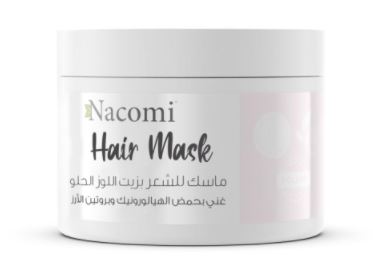 Nacomi
Hair Mask
ماسك للشعر بزيت اللوز الحلو
غني بحمض الهيالورونيك وبروتين الأرز